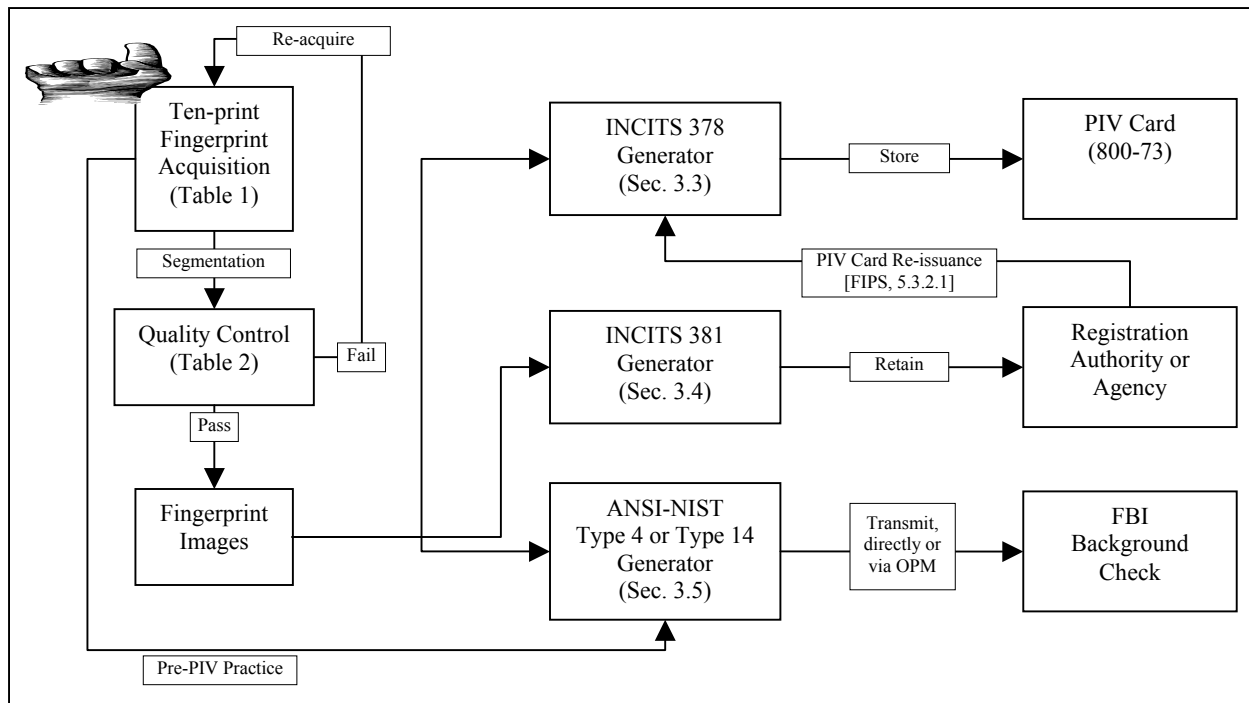 Re-acquire
Ten-print
Fingerprint
Acquisition
(Table 1)
Segmentation
Quality Control
(Table 2)
Fail
Pass
Fingerprint
Images
Pre-PIV Practice
INCITS 378
Generator
(Sec. 3.3)
Store
PIV Card
(800-73)
PIV Card Re-issuance
[FIPS, 5.3.2.1]
INCITS 381
Generator
(Sec. 3.4)
Retain
Registration
Authority or
Agency
ANSI-NIST
Type 4 or Type 14
Generator
(Sec. 3.5)
Transmit,
directly or
via OPM
FBI
Background
Check